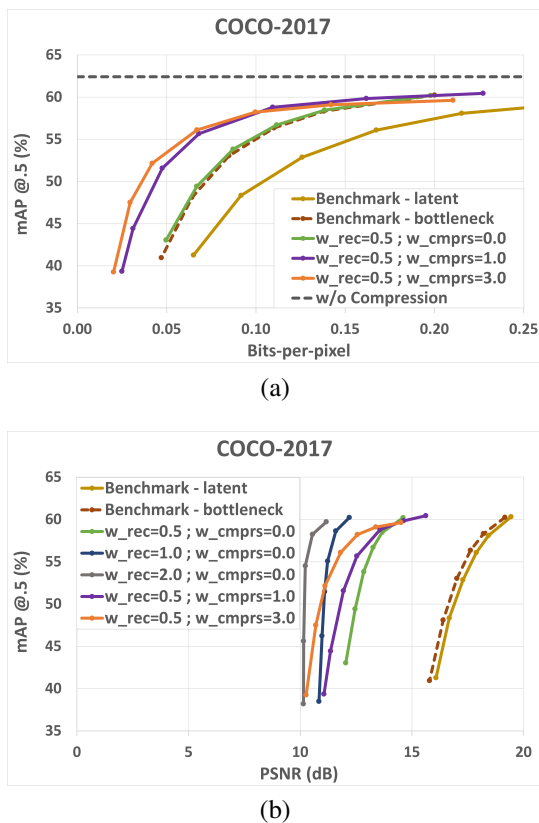 COCO-2017
65
60
55
50
45
40
35
mAP @.5 (%)
Benchmark - latent
Benchmark - bottleneck
w_rec=0.5 ; w_cmprs=0.0
w_rec=0.5 ; w_cmprs=1.0
w_rec=0.5 ; w_cmprs=3.0
w/o Compression
0.00 0.05 0.10 0.15 0.20 0.25
Bits-per-pixel
(a)
COCO-2017
65
60
55
50
45
40
35
mAP @.5 (%)
Benchmark - latent
Benchmark - bottleneck
w_rec=0.5 ; w_cmprs=0.0
w_rec=1.0 ; w_cmprs=0.0
w_rec=2.0 ; w_cmprs=0.0
w_rec=0.5 ; w_cmprs=1.0
w_rec=0.5 ; w_cmprs=3.0
0 5 10 15 20
PSNR (dB)
(b)